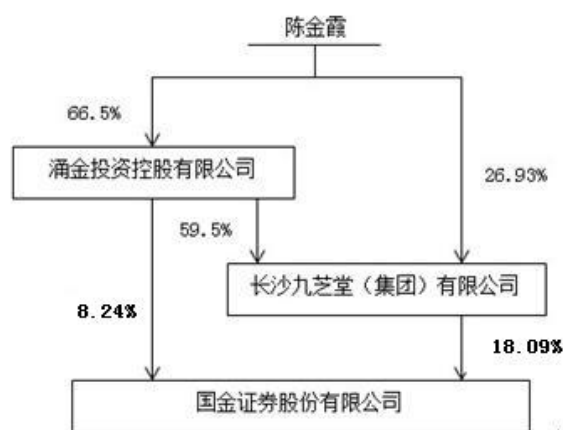 陈金霞
66.5%
涌金投资控股有限公司
26.93%
59.5%
长沙九芝堂（集团）有限公司
8.24%
18.09%
国金证券股份有限公司